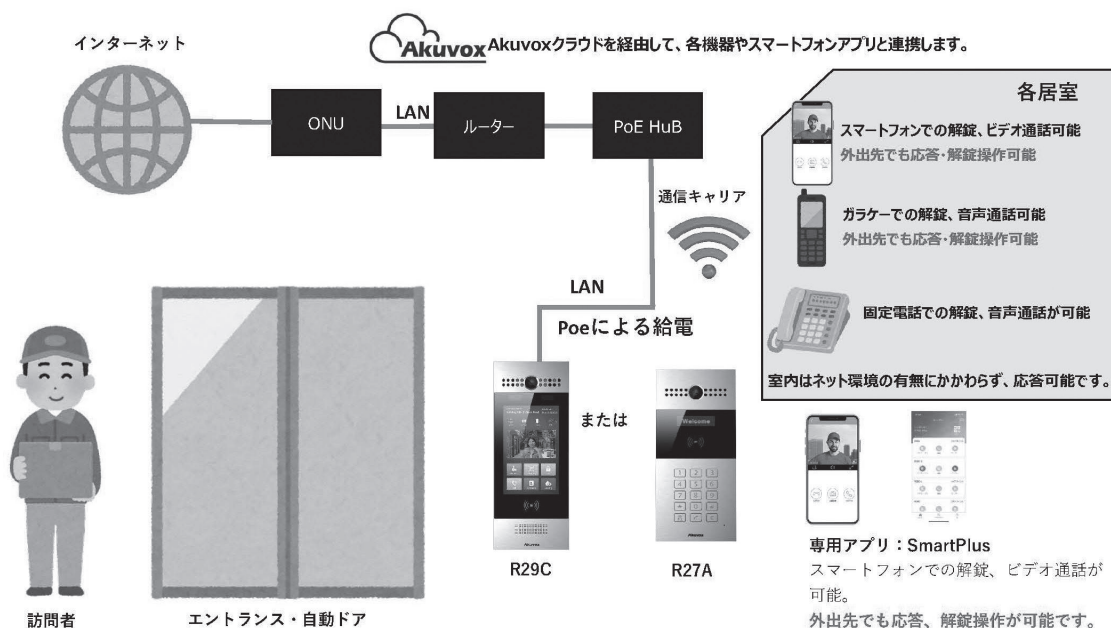 インターネット
Akuvox
Akuvoxクラウドを経由して、各機器やスマートフォンアプリと連携します。
各居室
ONU
LAN
ルーター
PoE HuB
スマートフォンでの解錠、ビデオ通話可能
外出先でも応答・解錠操作可能
通信キャリア
ガラケーでの解錠、音声通話可能
外出先でも応答・解錠操作可能
LAN
Poeによる給電
固定電話での解錠、音声通話が可能
室内はネット環境の有無にかかわらず、応答可能です。
または
Welcome
1 2 3
4 5 6
7 8 9
Akuvox
Akuvox
R29C
R27A
専用アプリ：SmartPlus
スマートフォンでの解錠、ビデオ通話が
可能。
外出先でも応答、解錠操作が可能です。
訪問者
エントランス・自動ドア